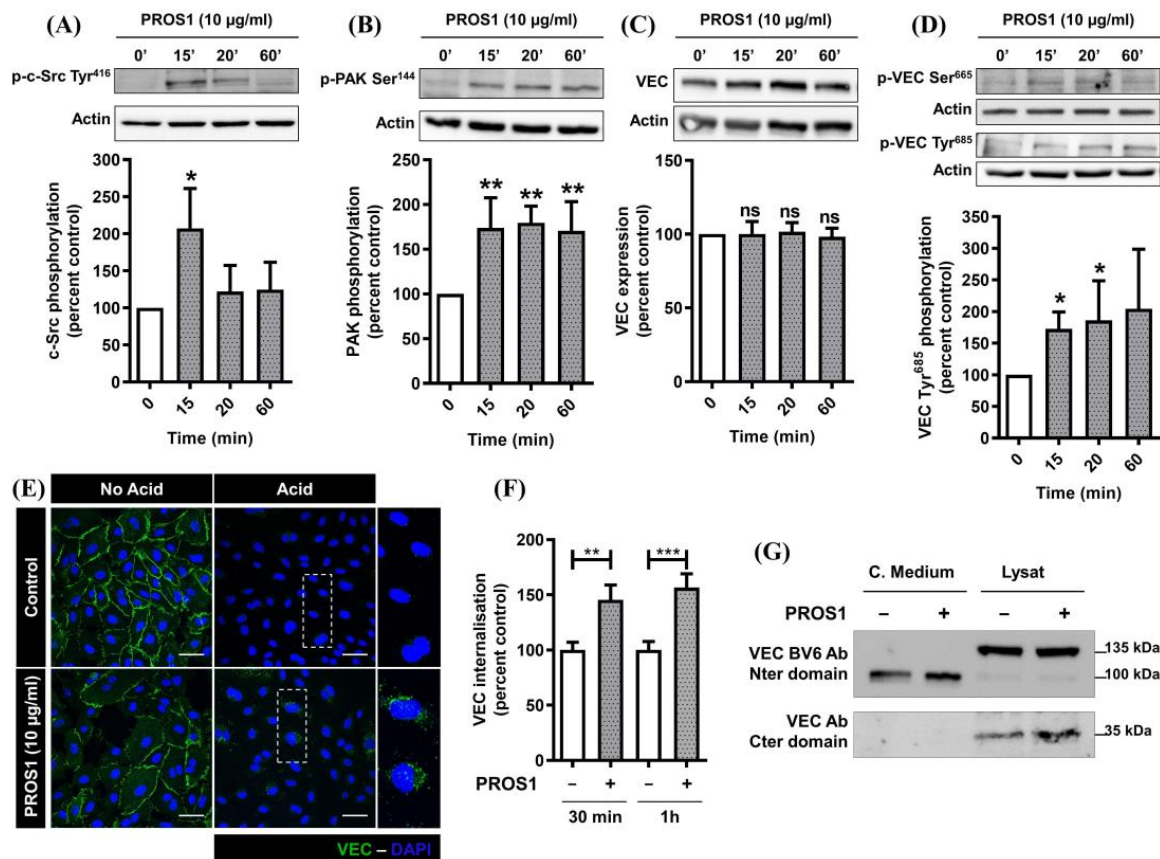 (A)
PROS1 (10 µg/ml)
0’ 15’ 20’ 60’
p-c-Src Tyr⁴¹⁶
Actin
c-Src phosphorylation
(percent control)
300
250
200
150
100
50
0
*
0 15 20 60
Time (min)
(B)
PROS1 (10 µg/ml)
0’ 15’ 20’ 60’
p-PAK Ser¹⁴⁴
Actin
PAK phosphorylation
(percent control)
250
200
150
100
50
0
** ** **
0 15 20 60
Time (min)
(C)
PROS1 (10 µg/ml)
0’ 15’ 20’ 60’
VEC
Actin
VEC expression
(percent control)
150
100
50
0
ns ns ns
0 15 20 60
Time (min)
(D)
PROS1 (10 µg/ml)
0’ 15’ 20’ 60’
p-VEC Ser⁶⁶⁵
Actin
p-VEC Tyr⁶⁸⁵
Actin
VEC Tyr⁶⁸⁵ phosphorylation
(percent control)
350
300
250
200
150
100
50
0
* *
0 15 20 60
Time (min)
(E)
No Acid Acid
Control
PROS1 (10 µg/ml)
VEC – DAPI
(F)
VEC internalisation
(percent control)
200
150
100
50
0
** ***
PROS1 – + – +
30 min 1h
(G)
C. Medium Lysat
PROS1 – + – +
VEC BV6 Ab
Nter domain
135 kDa
100 kDa
VEC Ab
Cter domain
35 kDa